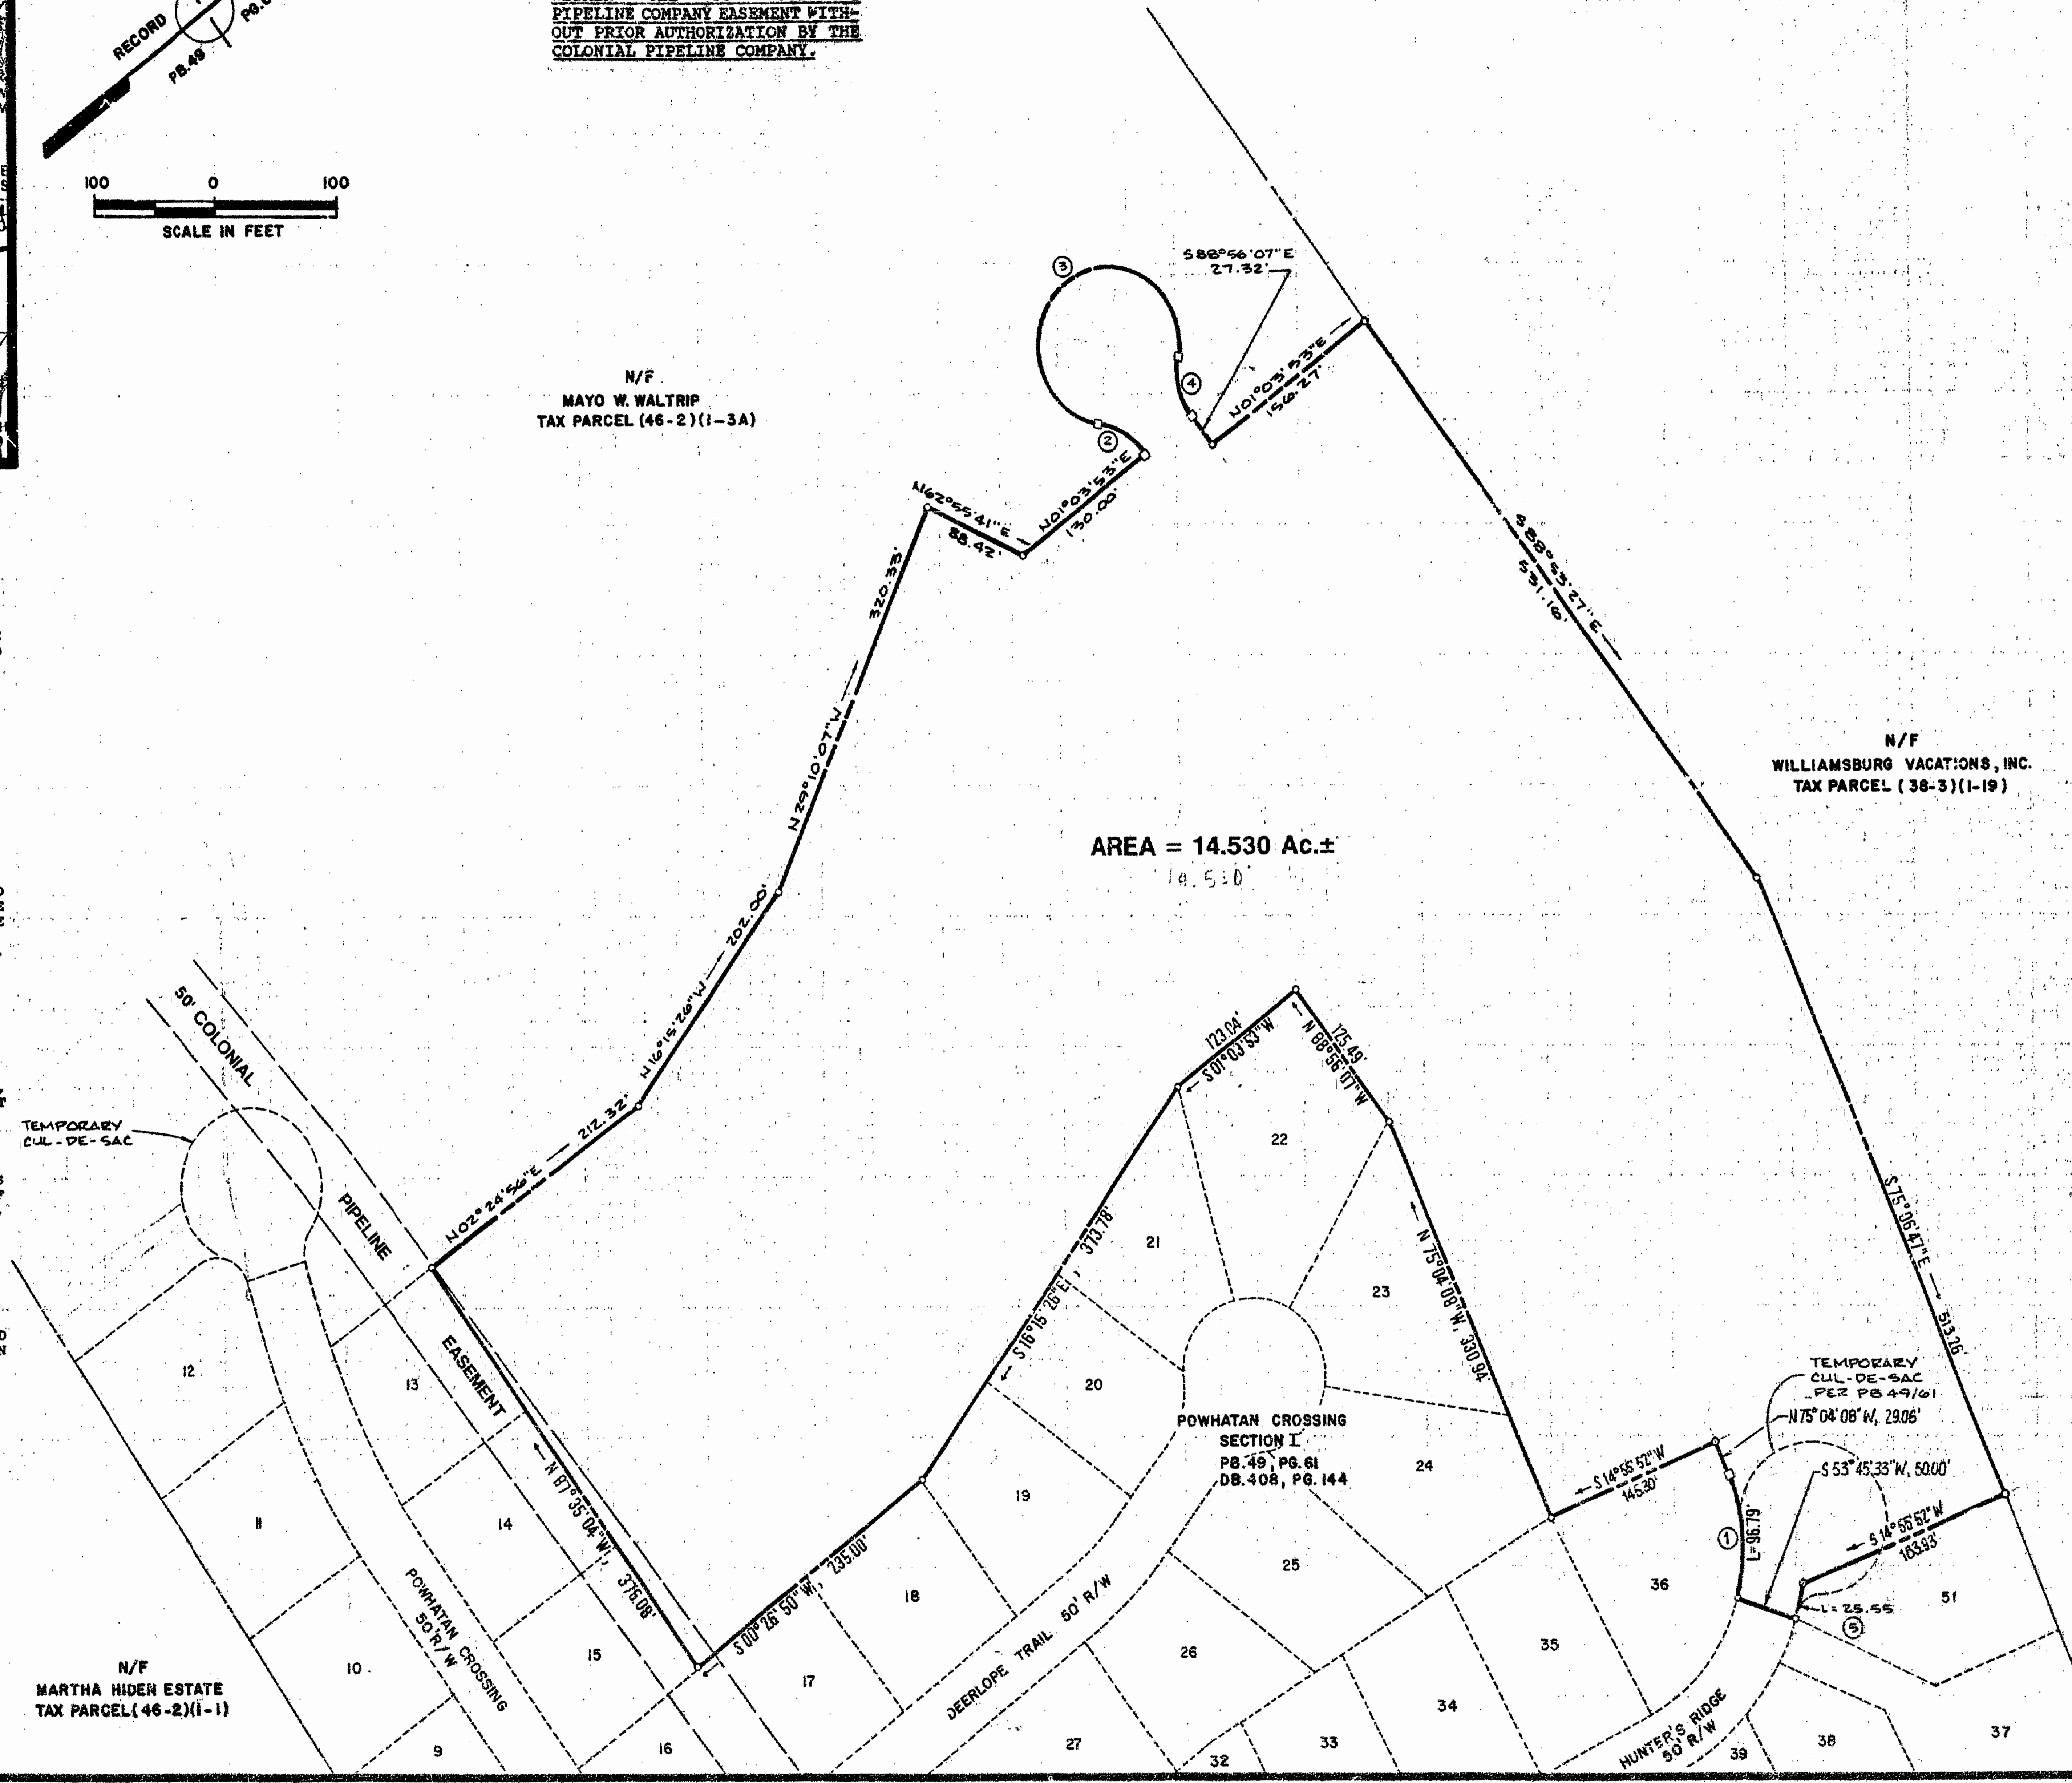 PIPELINE COMPANY EASEMENT WITH-
OUT PRIOR AUTHORIZATION BY THE
COLONIAL PIPELINE COMPANY.
RECORD
PB.49
100 0 100
SCALE IN FEET
S88°56'07"E
27.32'
3
4
2
N01°03'53"E
156.27'
N/F
MAYO W. WALTRIP
TAX PARCEL (46-2)(1-3A)
N62°55'41"E
88.42'
N01°03'53"E
130.00'
N29°10'07"W 320.33'
S88°53'27"E
531.16'
N/F
WILLIAMSBURG VACATIONS, INC.
TAX PARCEL (38-3)(1-19)
AREA = 14.530 Ac.±
N16°15'26"W 202.00'
50' COLONIAL
PIPELINE
EASEMENT
TEMPORARY
CUL-DE-SAC
N02°24'56"E 212.32'
123.04'
S01°03'53"W
125.49'
N88°56'07"W
22
21
373.78'
S16°15'26"E,
23
N 75°04'08"W, 330.94'
S75°06'47"E 513.26'
20
12
13
TEMPORARY
CUL-DE-SAC
PER PB 49/61
N75°04'08"W, 29.06'
POWHATAN CROSSING
SECTION I
PB.49, PG.61
DB.408, PG.144
24
S14°55'52"W
145.30'
S53°45'33"W, 50.00'
19
11
14
N 87°35'04"W, 376.08'
S00°26'50"W, 235.00'
1
L=96.79'
S14°55'52"W
163.93'
25
18
36
51
L=25.55
5
POWHATAN CROSSING
50' R/W
DEERLOPE TRAIL 50' R/W
35
26
10
15
17
N/F
MARTHA HIDEN ESTATE
TAX PARCEL(46-2)(1-1)
34
HUNTER'S RIDGE
50' R/W
37
38
39
33
32
27
16
9